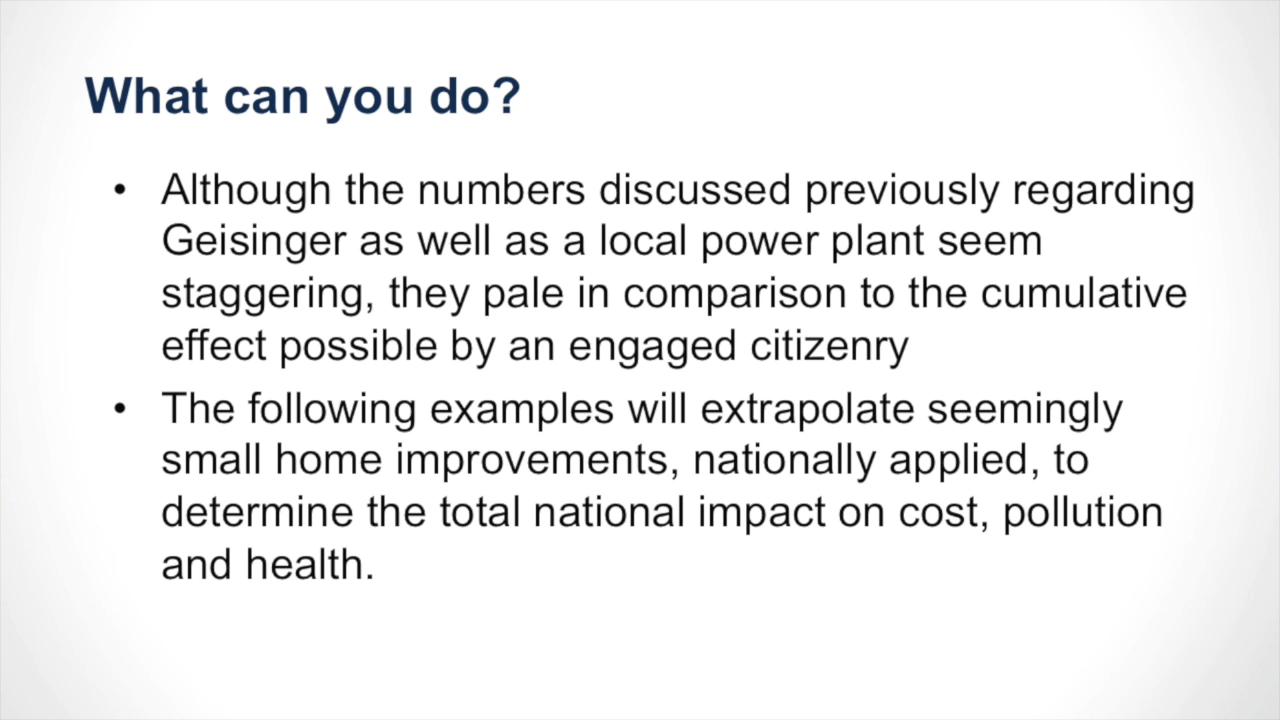 What can you do?
• Although the numbers discussed previously regarding
Geisinger as well as a local power plant seem
staggering, they pale in comparison to the cumulative
effect possible by an engaged citizenry
• The following examples will extrapolate seemingly
small home improvements, nationally applied, to
determine the total national impact on cost, pollution
and health.